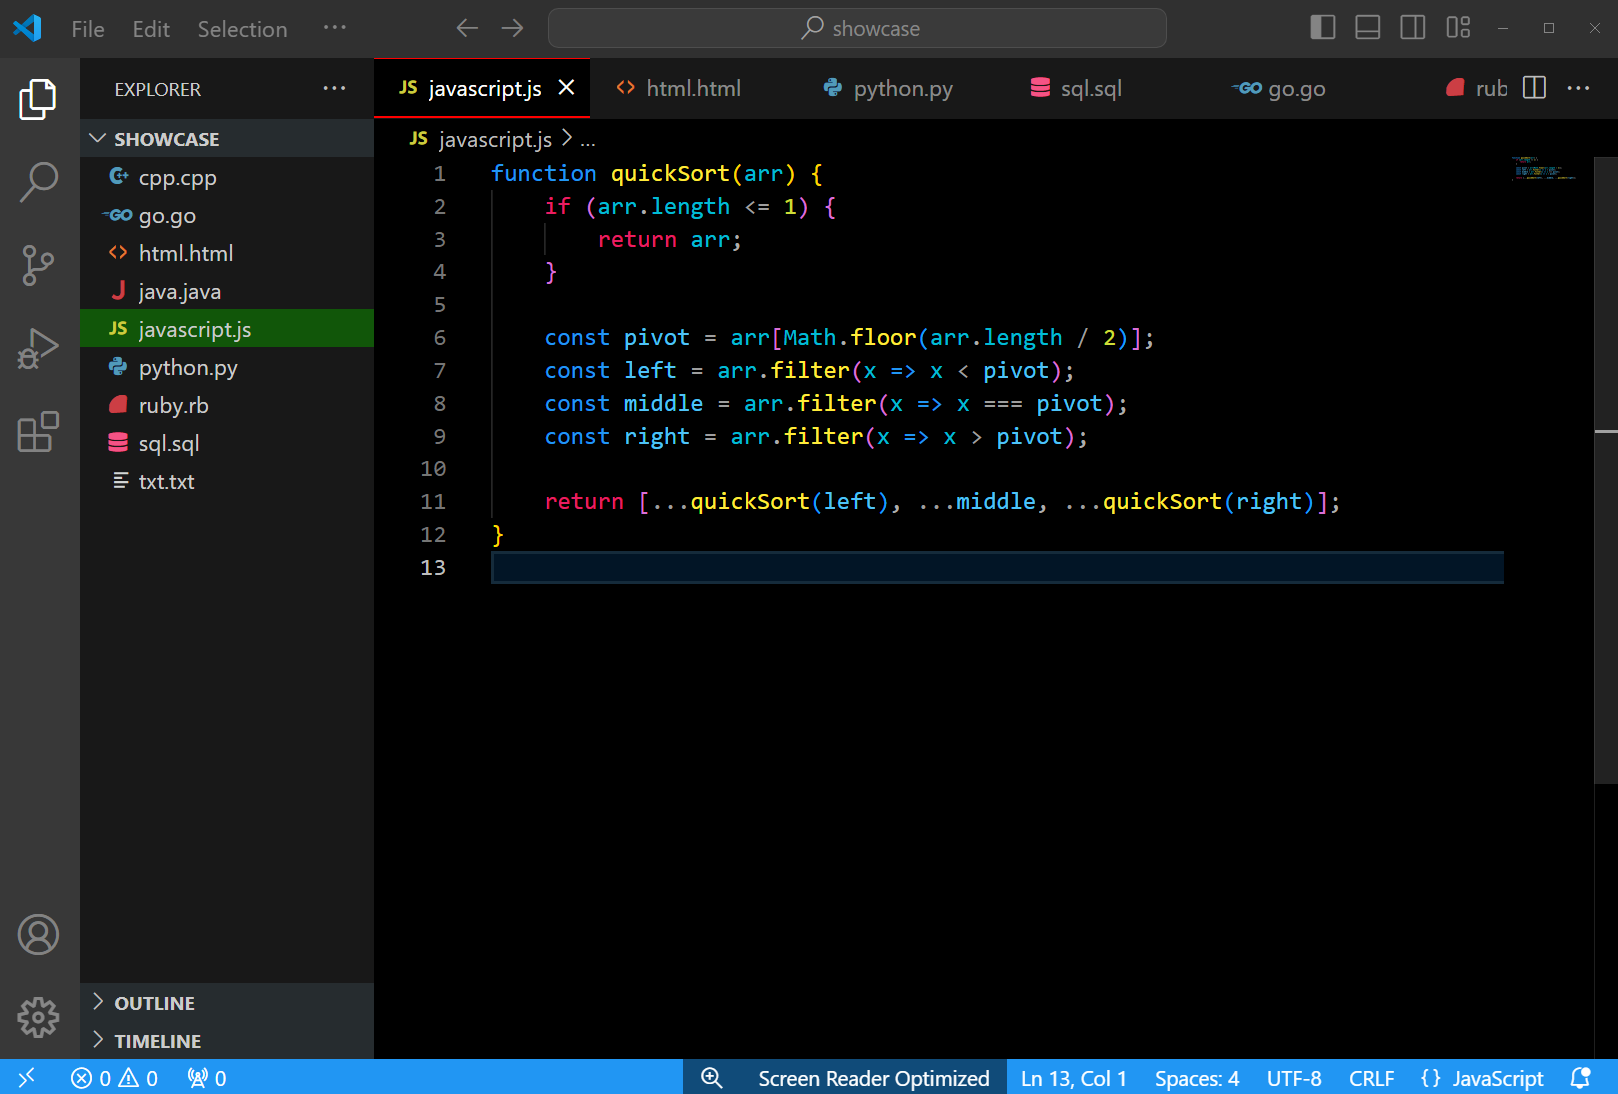 File Edit Selection ··· showcase
EXPLORER ···
SHOWCASE
cpp.cpp
go.go
html.html
java.java
JS javascript.js
python.py
ruby.rb
sql.sql
txt.txt
OUTLINE
TIMELINE
JS javascript.js html.html python.py sql.sql go.go rub ···
JS javascript.js > ...
1 function quickSort(arr) {
2     if (arr.length <= 1) {
3         return arr;
4     }
5
6     const pivot = arr[Math.floor(arr.length / 2)];
7     const left = arr.filter(x => x < pivot);
8     const middle = arr.filter(x => x === pivot);
9     const right = arr.filter(x => x > pivot);
10
11     return [...quickSort(left), ...middle, ...quickSort(right)];
12 }
13
0 0 0 Screen Reader Optimized Ln 13, Col 1 Spaces: 4 UTF-8 CRLF {} JavaScript